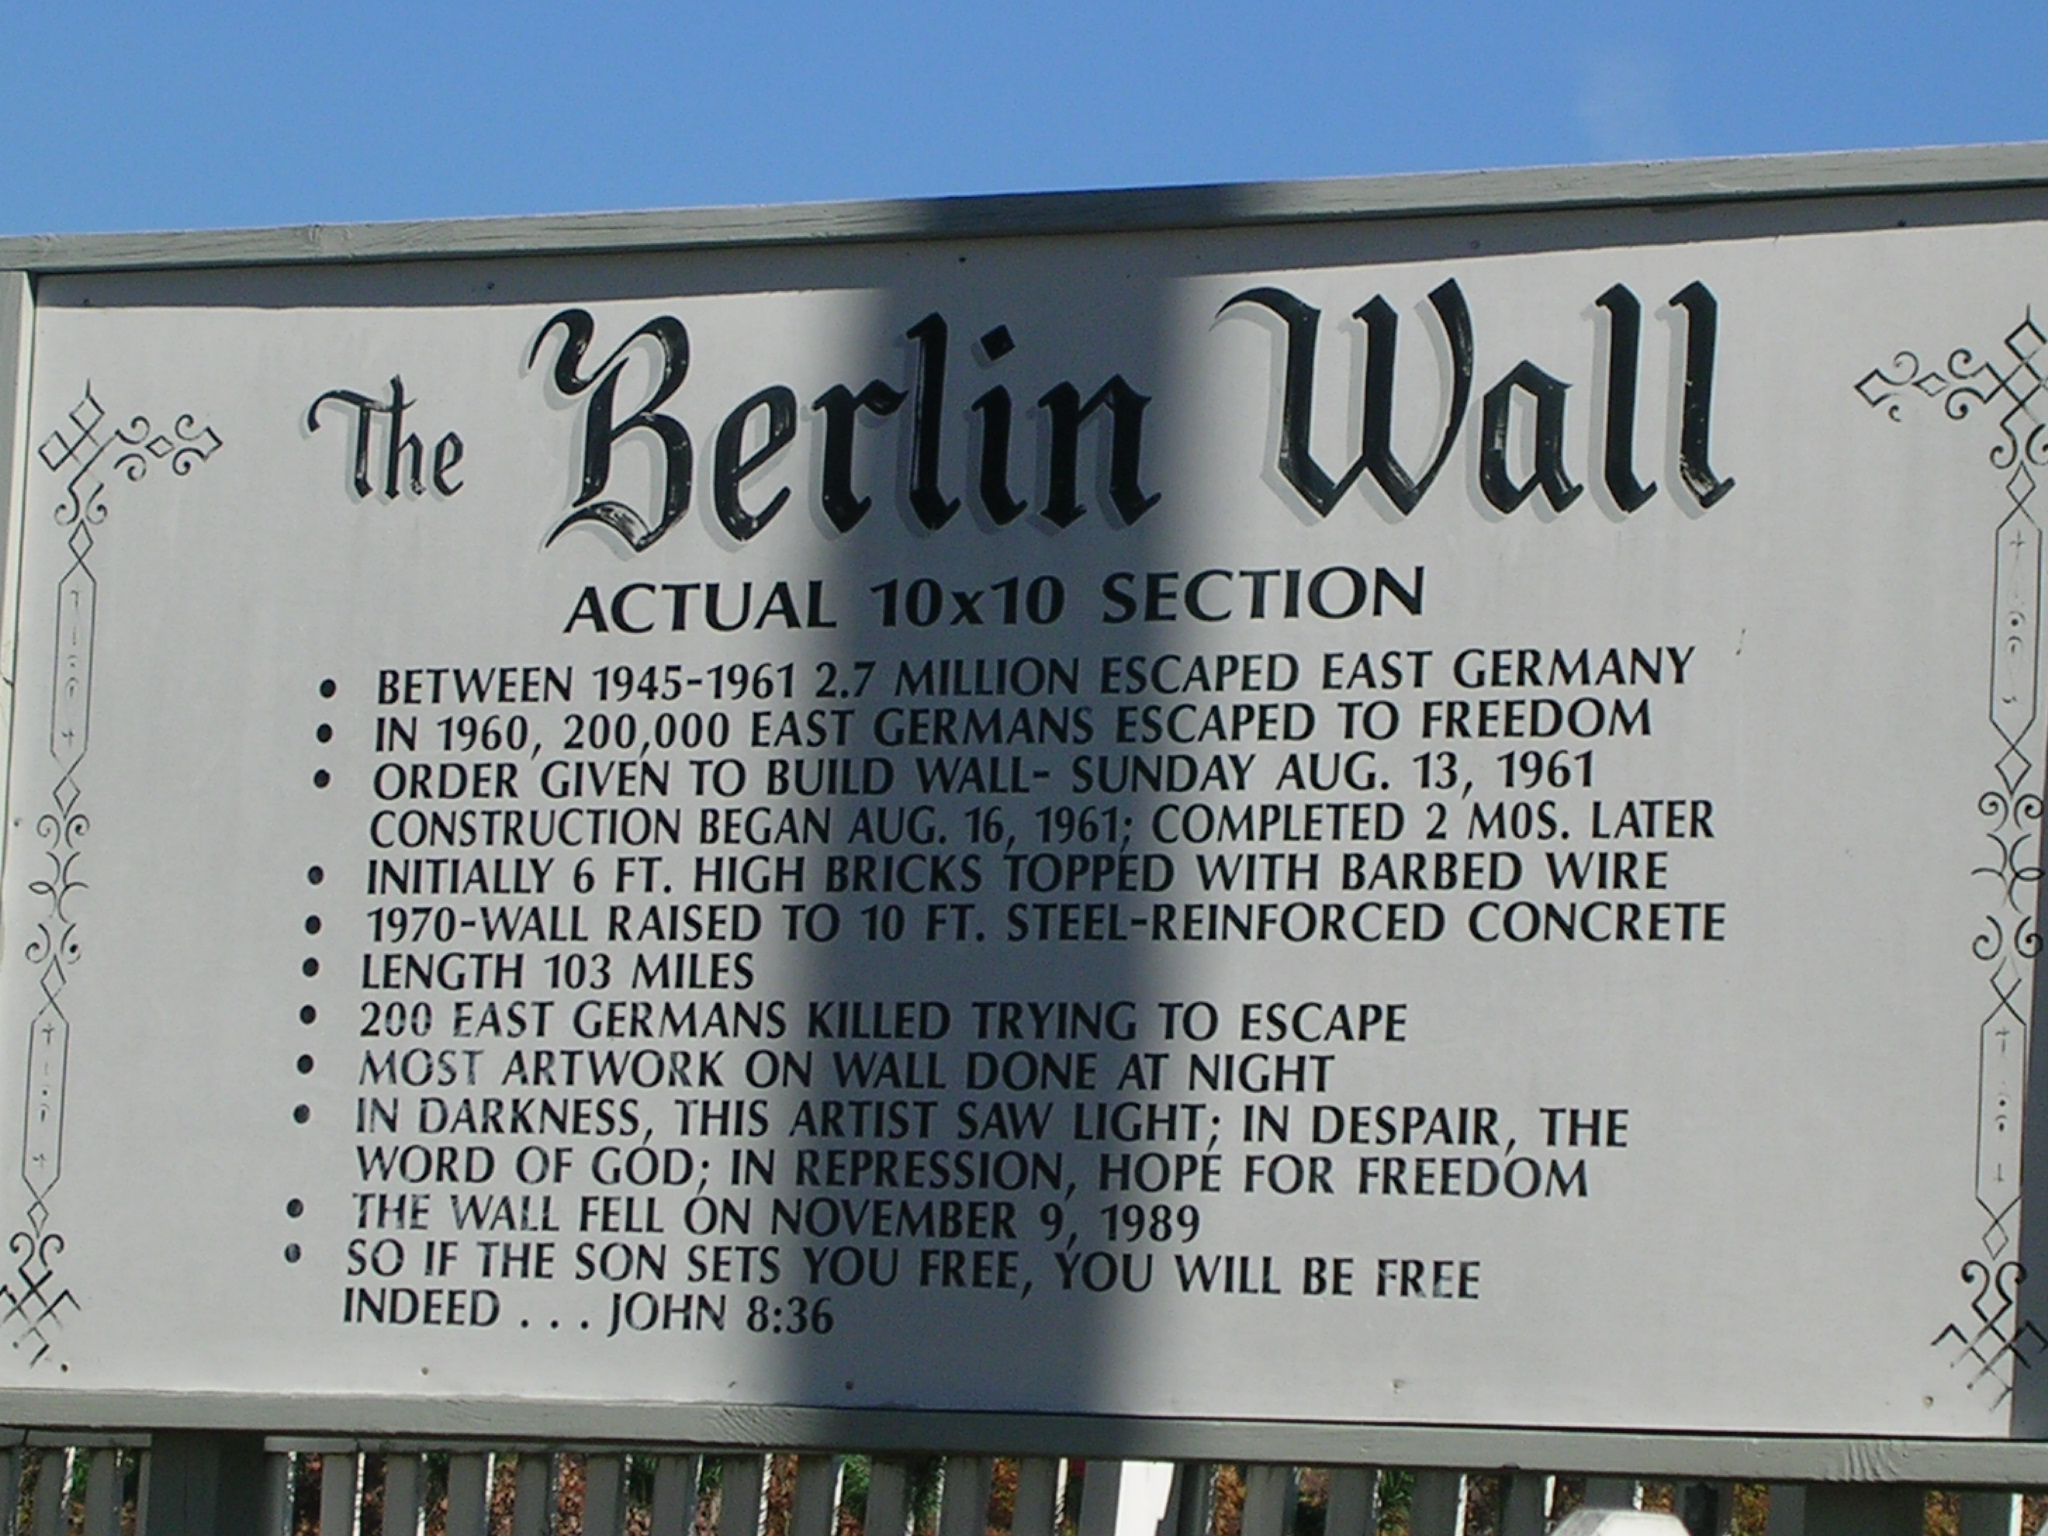 The Berlin Wall
ACTUAL 10x10 SECTION
• BETWEEN 1945-1961 2.7 MILLION ESCAPED EAST GERMANY
• IN 1960, 200,000 EAST GERMANS ESCAPED TO FREEDOM
• ORDER GIVEN TO BUILD WALL- SUNDAY AUG. 13, 1961
CONSTRUCTION BEGAN AUG. 16, 1961; COMPLETED 2 MOS. LATER
• INITIALLY 6 FT. HIGH BRICKS TOPPED WITH BARBED WIRE
• 1970-WALL RAISED TO 10 FT. STEEL-REINFORCED CONCRETE
• LENGTH 103 MILES
• 200 EAST GERMANS KILLED TRYING TO ESCAPE
• MOST ARTWORK ON WALL DONE AT NIGHT
• IN DARKNESS, THIS ARTIST SAW LIGHT; IN DESPAIR, THE
WORD OF GOD; IN REPRESSION, HOPE FOR FREEDOM
• THE WALL FELL ON NOVEMBER 9, 1989
• SO IF THE SON SETS YOU FREE, YOU WILL BE FREE
INDEED . . . JOHN 8:36